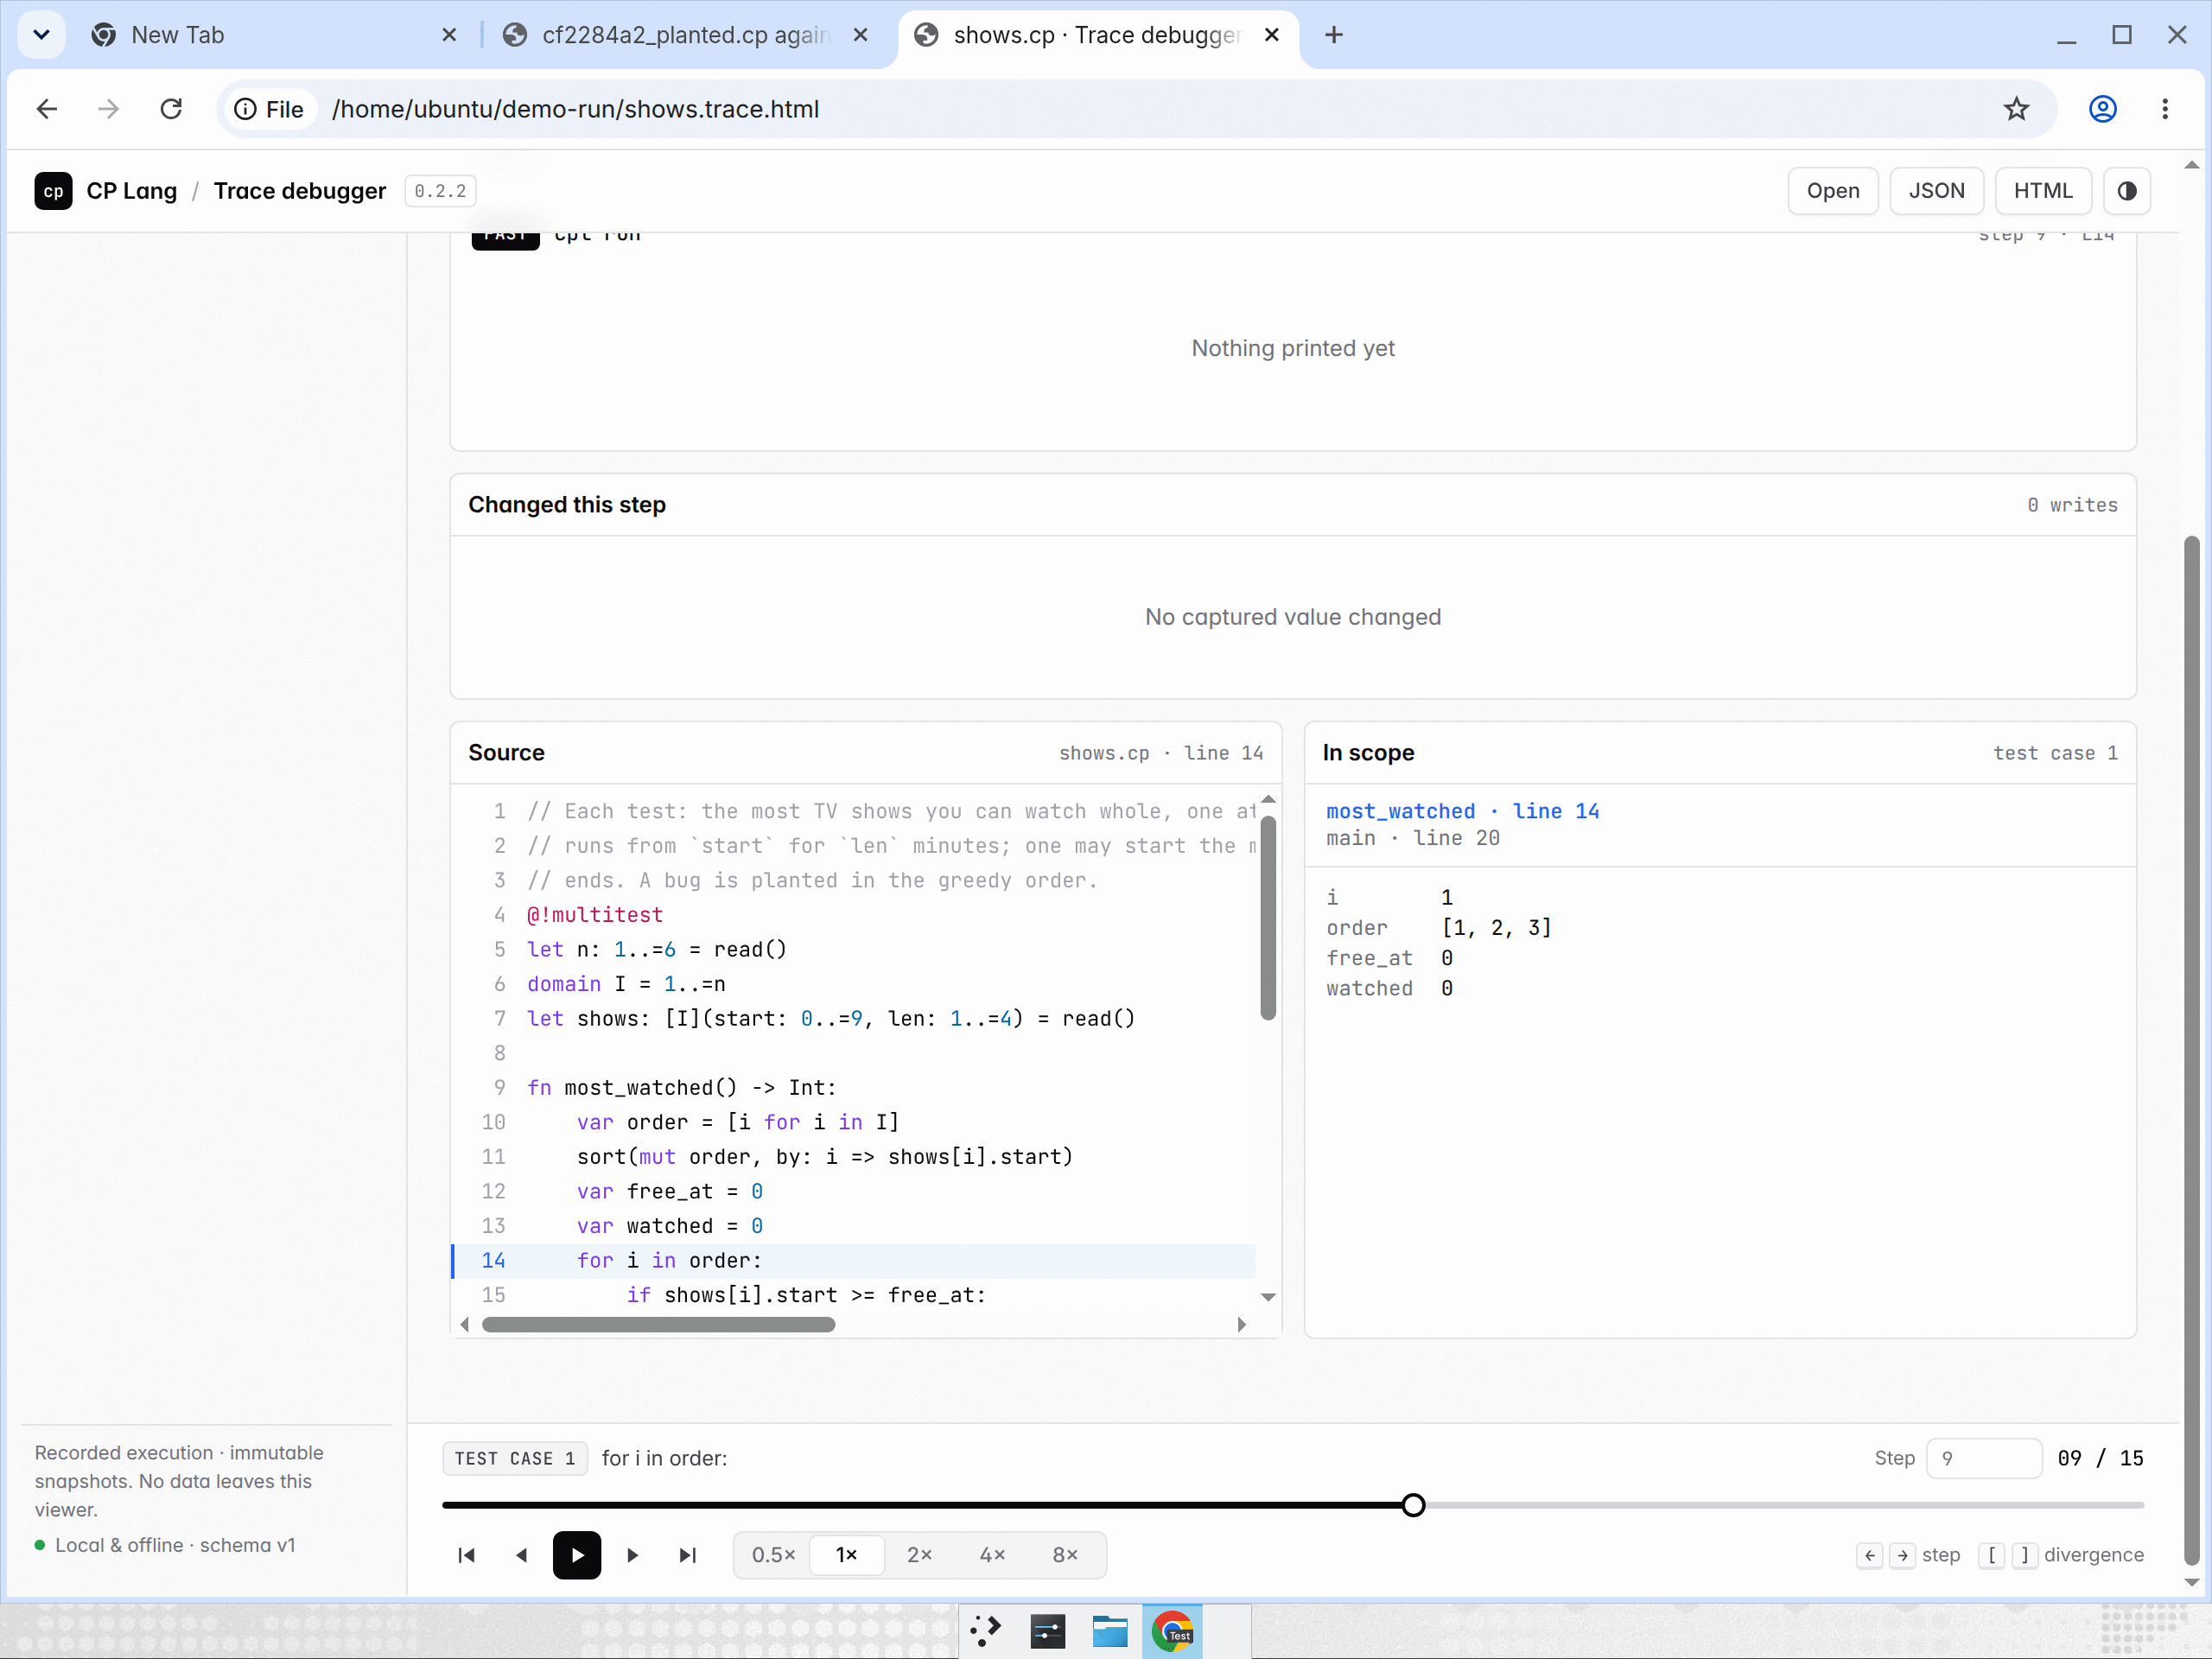 New Tab
cf2284a2_planted.cp again
shows.cp · Trace debugger
File /home/ubuntu/demo-run/shows.trace.html
cp CP Lang / Trace debugger 0.2.2
Open JSON HTML
FAST cpt run step 9 · L14
Nothing printed yet
Changed this step 0 writes
No captured value changed
Source shows.cp · line 14
1 // Each test: the most TV shows you can watch whole, one at
2 // runs from `start` for `len` minutes; one may start the
3 // ends. A bug is planted in the greedy order.
4 @!multitest
5 let n: 1..=6 = read()
6 domain I = 1..=n
7 let shows: [I](start: 0..=9, len: 1..=4) = read()
8
9 fn most_watched() -> Int:
10 var order = [i for i in I]
11 sort(mut order, by: i => shows[i].start)
12 var free_at = 0
13 var watched = 0
14 for i in order:
15 if shows[i].start >= free_at:
In scope test case 1
most_watched · line 14
main · line 20
i 1
order [1, 2, 3]
free_at 0
watched 0
Recorded execution · immutable
snapshots. No data leaves this
viewer.
Local & offline · schema v1
TEST CASE 1 for i in order:
Step 9 09 / 15
0.5× 1× 2× 4× 8×
← → step [ ] divergence
Test